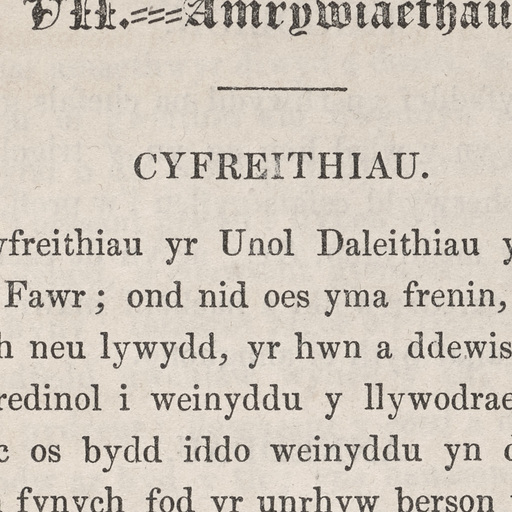 VII.===Amrywiaethau
CYFREITHIAU.
yfreithiau yr Unol Daleithiau y
Fawr; ond nid oes yma frenin,
h neu lywydd, yr hwn a ddewis
redinol i weinyddu y llywodrae
c os bydd iddo weinyddu yn d
fynych fod yr unrhyw berson